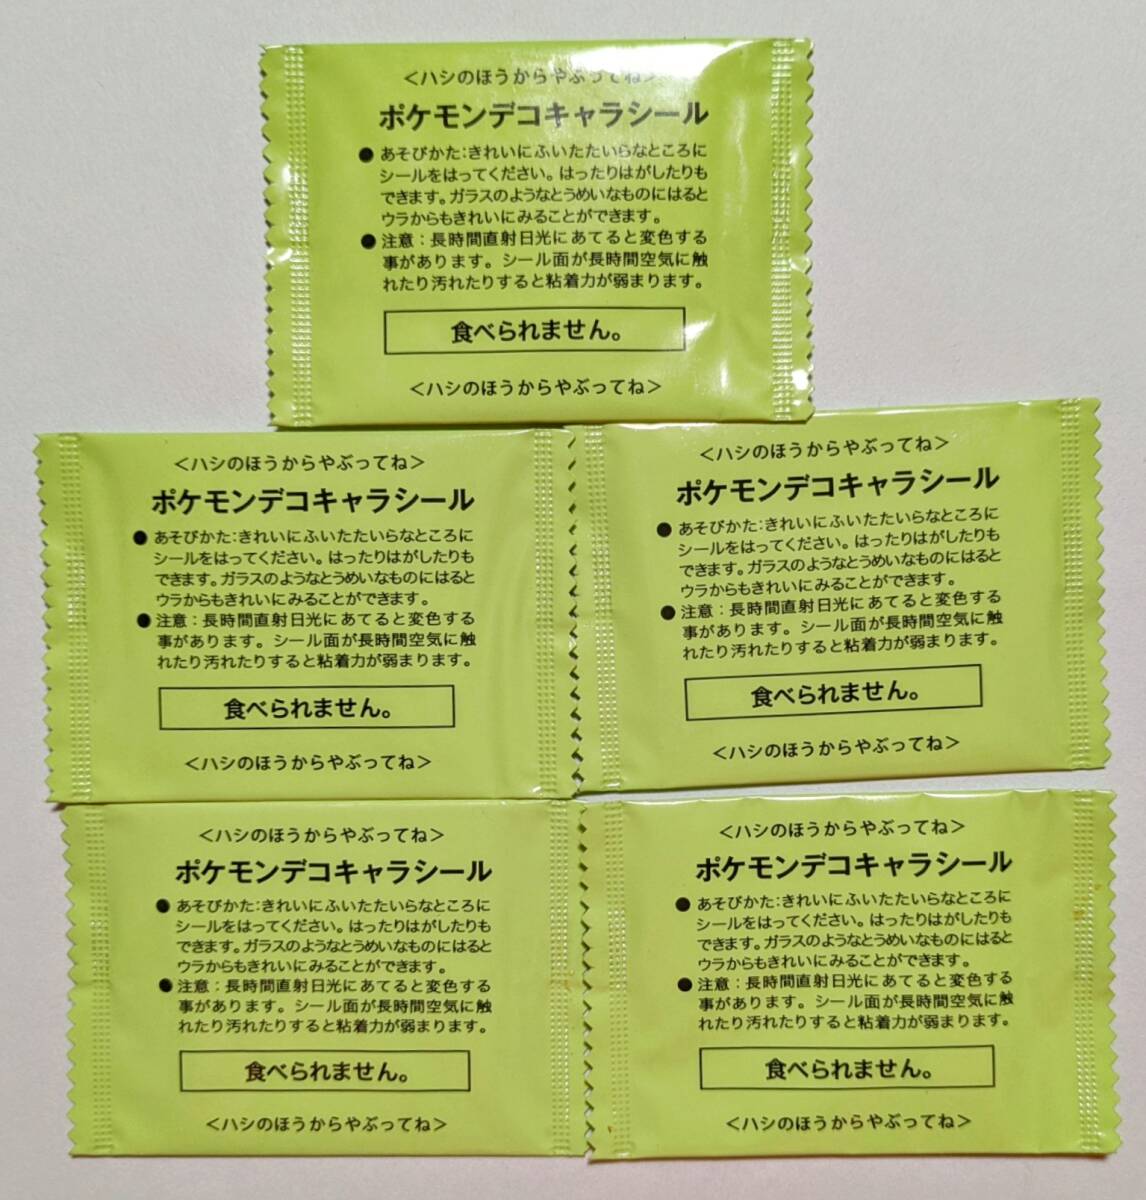 <ハシのほうからやぶってね>
ポケモンデコキャラシール
●あそびかた:きれいにふいたたいらなところに
シールをはってください。はったりはがしたりも
できます。ガラスのようなとうめいなものにはると
ウラからもきれいにみることができます。
●注意:長時間直射日光にあてると変色する
事があります。シール面が長時間空気に触
れたり汚れたりすると粘着力が弱まります。
食べられません。
<ハシのほうからやぶってね>
<ハシのほうからやぶってね>
ポケモンデコキャラシール
●あそびかた:きれいにふいたたいらなところに
シールをはってください。はったりはがしたりも
できます。ガラスのようなとうめいなものにはると
ウラからもきれいにみることができます。
●注意:長時間直射日光にあてると変色する
事があります。シール面が長時間空気に触
れたり汚れたりすると粘着力が弱まります。
食べられません。
<ハシのほうからやぶってね>
<ハシのほうからやぶってね>
ポケモンデコキャラシール
●あそびかた:きれいにふいたたいらなところに
シールをはってください。はったりはがしたりも
できます。ガラスのようなとうめいなものにはると
ウラからもきれいにみることができます。
●注意:長時間直射日光にあてると変色する
事があります。シール面が長時間空気に触
れたり汚れたりすると粘着力が弱まります。
食べられません。
<ハシのほうからやぶってね>
<ハシのほうからやぶってね>
ポケモンデコキャラシール
●あそびかた:きれいにふいたたいらなところに
シールをはってください。はったりはがしたりも
できます。ガラスのようなとうめいなものにはると
ウラからもきれいにみることができます。
●注意:長時間直射日光にあてると変色する
事があります。シール面が長時間空気に触
れたり汚れたりすると粘着力が弱まります。
食べられません。
<ハシのほうからやぶってね>
<ハシのほうからやぶってね>
ポケモンデコキャラシール
●あそびかた:きれいにふいたたいらなところに
シールをはってください。はったりはがしたりも
できます。ガラスのようなとうめいなものにはると
ウラからもきれいにみることができます。
●注意:長時間直射日光にあてると変色する
事があります。シール面が長時間空気に触
れたり汚れたりすると粘着力が弱まります。
食べられません。
<ハシのほうからやぶってね>